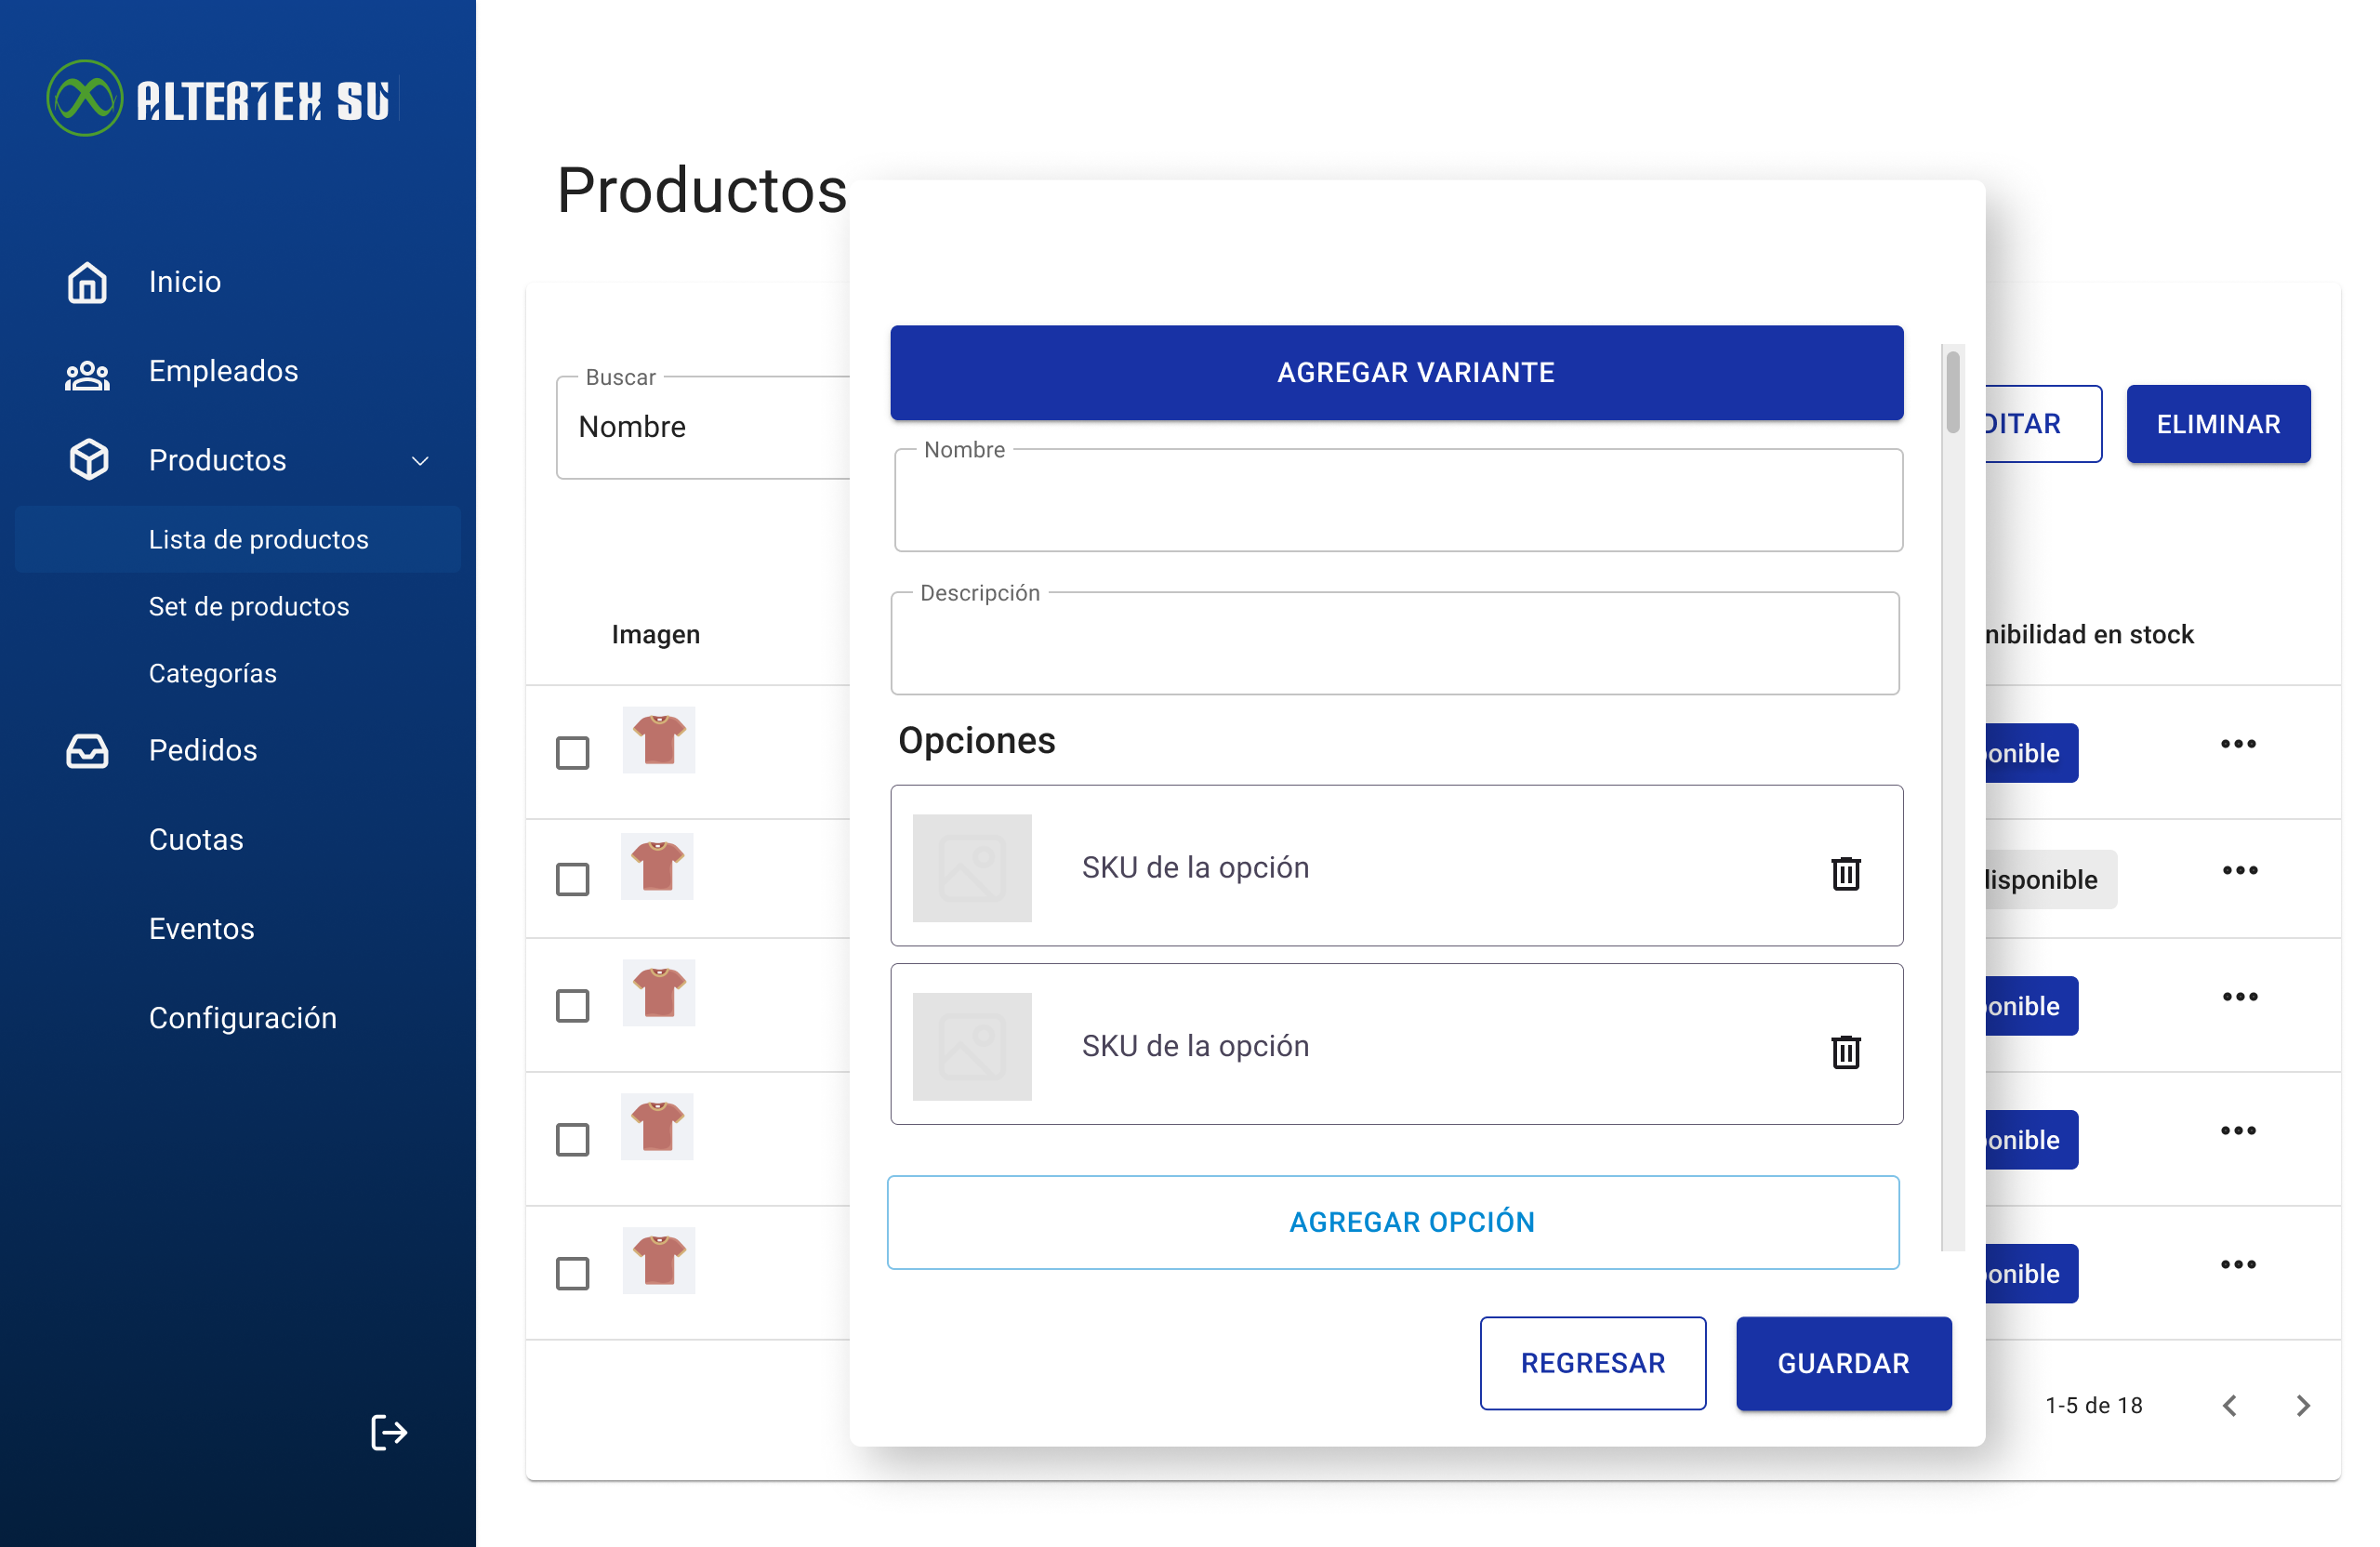 ALTERTEX SU
Inicio
Empleados
Productos
Lista de productos
Set de productos
Categorías
Pedidos
Cuotas
Eventos
Configuración
Productos
Buscar
Nombre
DITAR
ELIMINAR
Imagen
nibilidad en stock
onible
disponible
onible
onible
onible
1-5 de 18
AGREGAR VARIANTE
Nombre
Descripción
Opciones
SKU de la opción
SKU de la opción
AGREGAR OPCIÓN
REGRESAR
GUARDAR